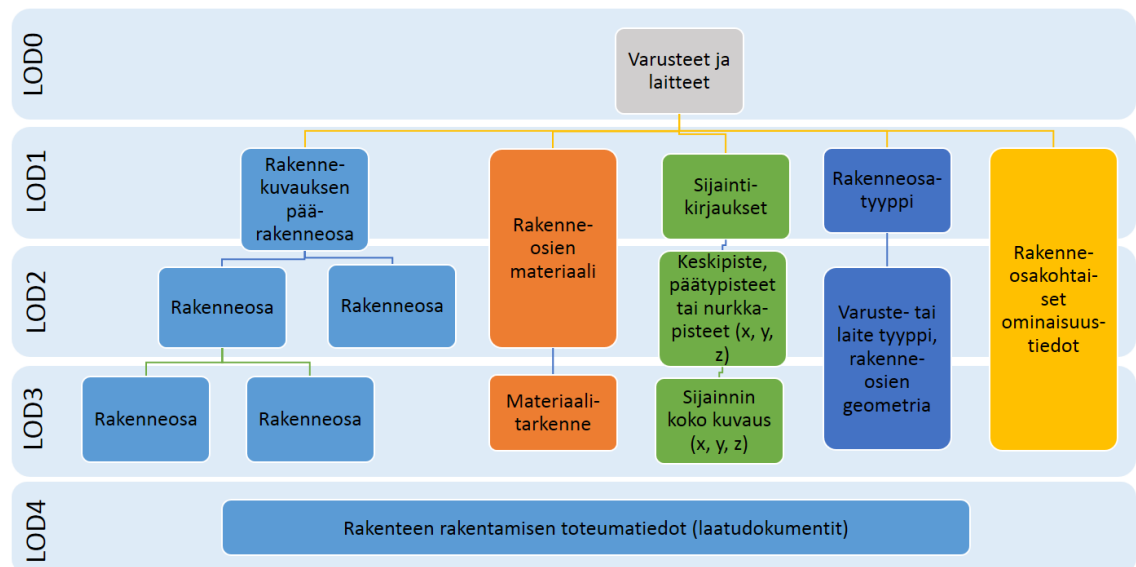 LOD0
Varusteet ja
laitteet
LOD1
Rakenne-
kuvauksen
pää-
rakenneosa
Rakenne-
osien
materiaali
Sijainti-
kirjaukset
Rakenneosa-
tyyppi
Rakenne-
osakohtai-
set
ominaisuus-
tiedot
LOD2
Rakenneosa
Rakenneosa
Keskipiste,
päätypisteet
tai nurkka-
pisteet (x, y,
z)
Varuste- tai
laite tyyppi,
rakenne-
osien
geometria
LOD3
Rakenneosa
Rakenneosa
Materiaali-
tarkenne
Sijainnin
koko kuvaus
(x, y, z)
LOD4
Rakenteen rakentamisen toteumatiedot (laatudokumentit)